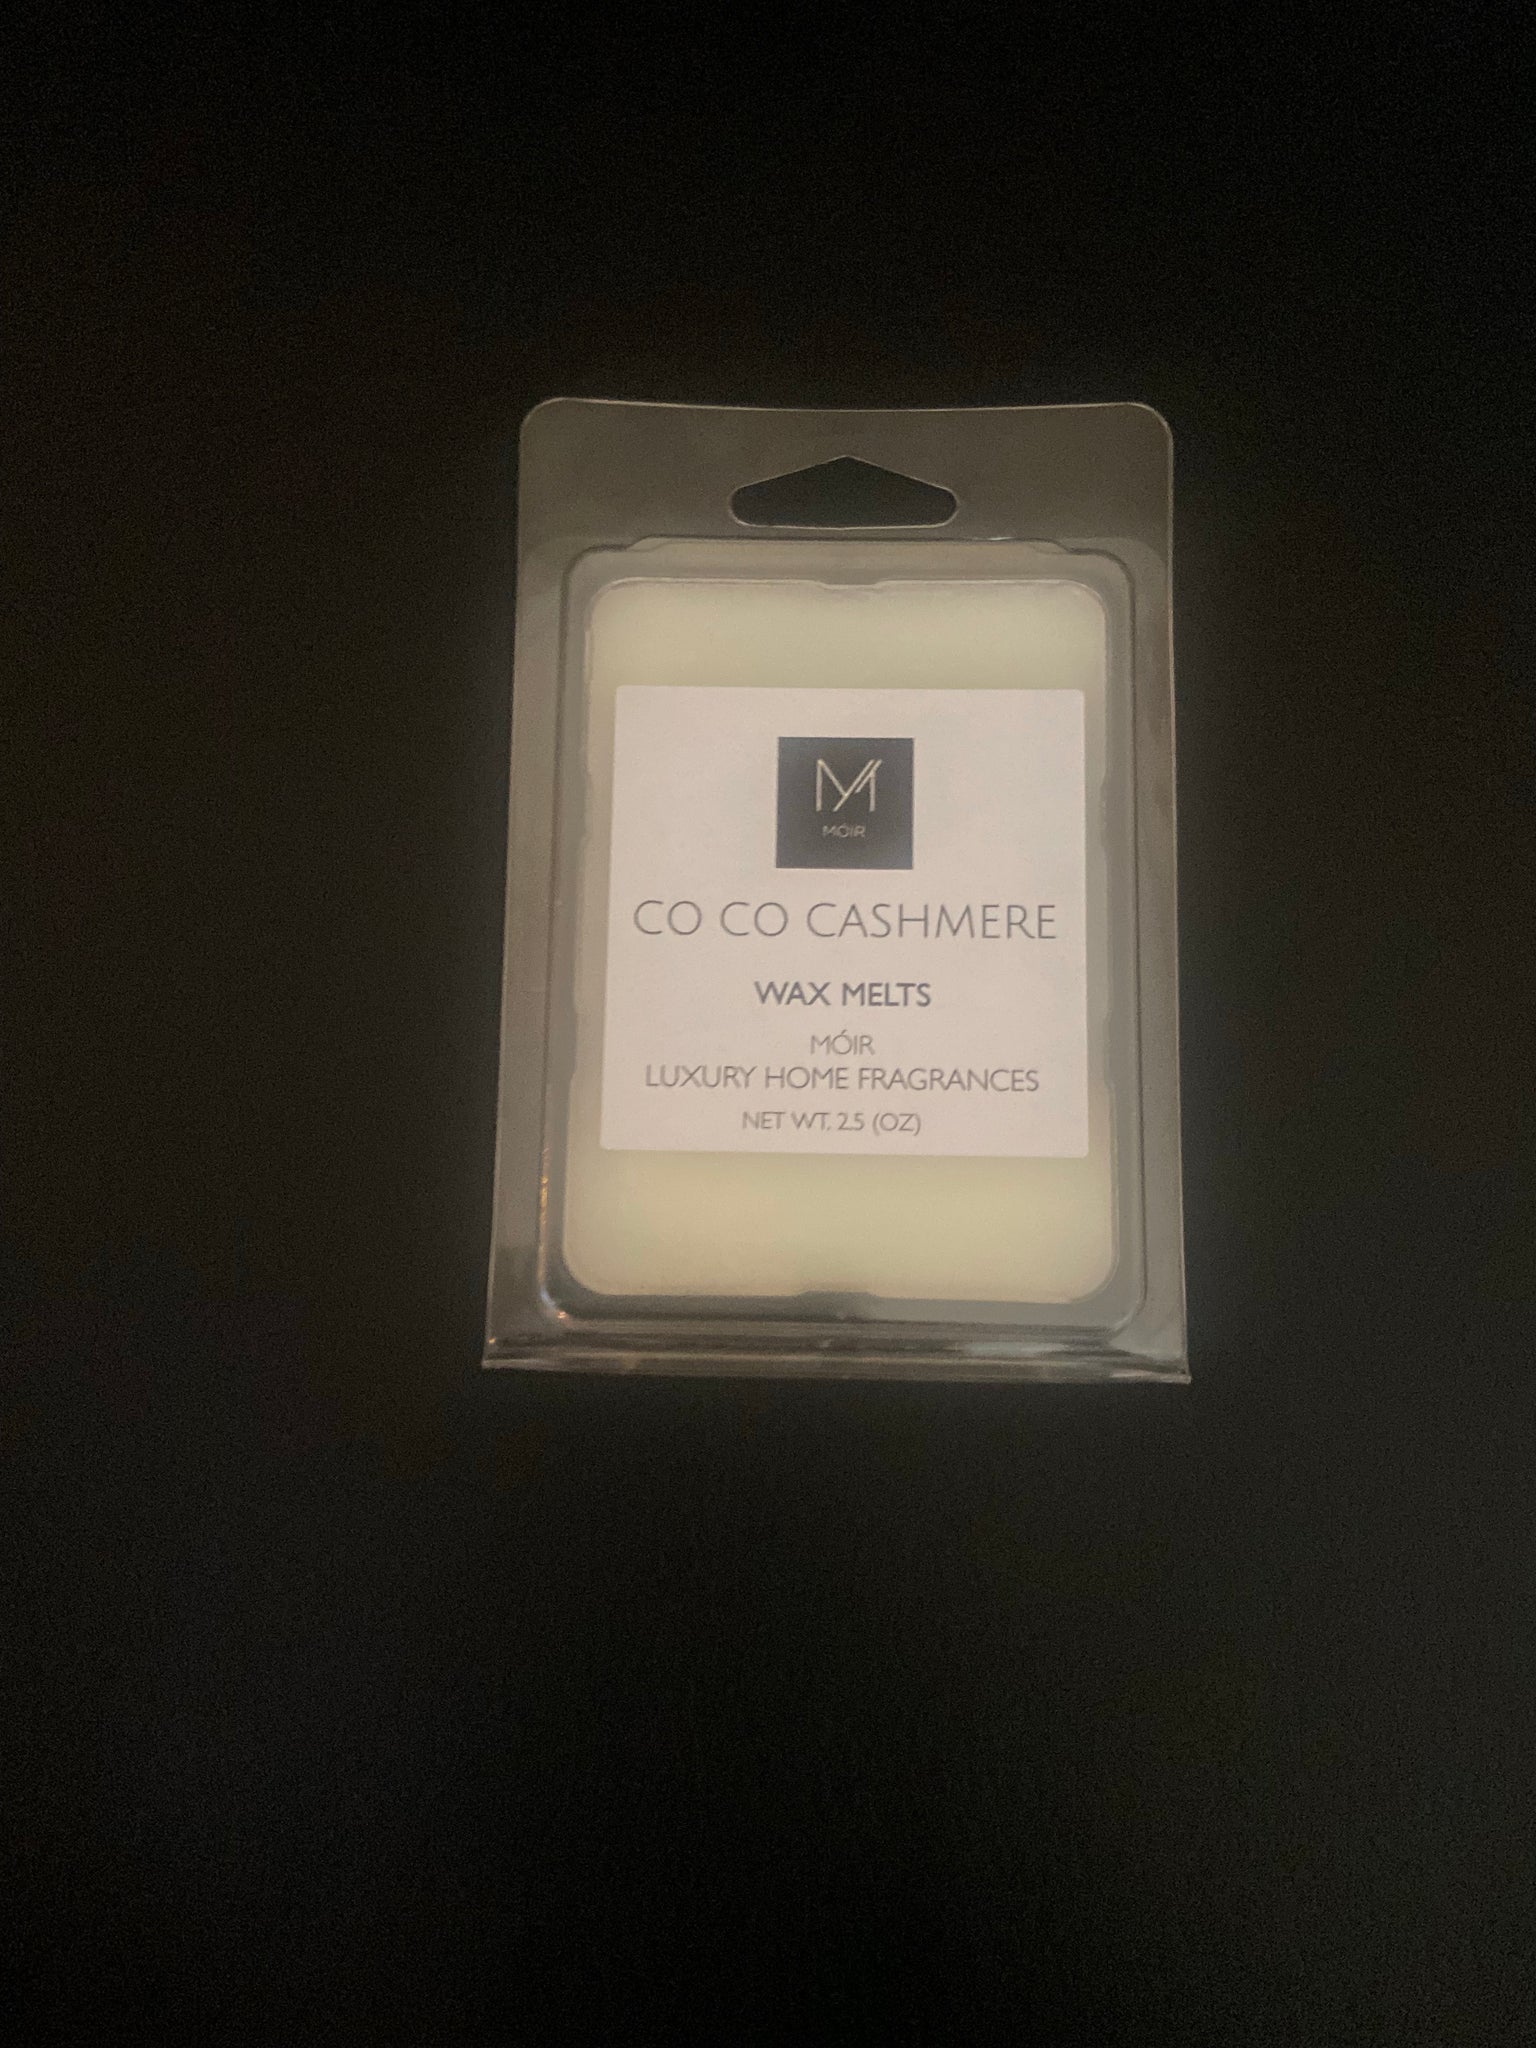 M
MÓIR
CO CO CASHMERE
WAX MELTS
MÓIR
LUXURY HOME FRAGRANCES
NET WT. 2.5 (OZ)